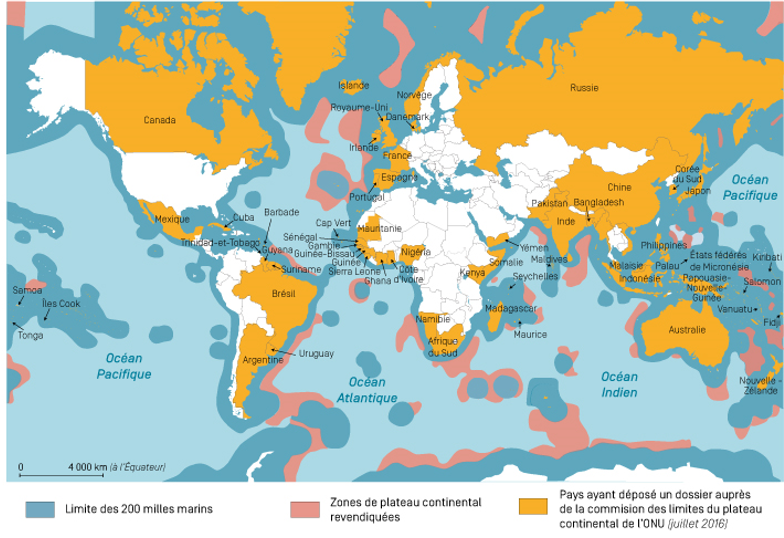 Islande
Norvège
Russie
Royaume-Uni
Danemark
Canada
Irlande
France
Espagne
Portugal
Corée
du Sud
Chine
Japon
Océan
Pacifique
Pakistan
Bangladesh
Inde
Mexique
Cuba
Barbade
Cap Vert
Mauritanie
Trinidad-et-Tobago
Guyana
Suriname
Sénégal
Gambie
Guinée-Bissau
Guinée
Sierra Leone
Ghana
Côte
d'Ivoire
Nigéria
Yémen
Somalie
Maldives
Seychelles
Kenya
Philippines
Palau
États fédérés
de Micronésie
Kiribati
Malaisie
Indonésie
Papouasie
Nouvelle-
Guinée
Salomon
Vanuatu
Fidji
Samoa
Îles Cook
Tonga
Brésil
Madagascar
Maurice
Namibie
Afrique
du Sud
Australie
Argentine
Uruguay
Océan
Pacifique
Océan
Atlantique
Océan
Indien
Nouvelle-
Zélande
0 4 000 km (à l'Équateur)
Limite des 200 milles marins
Zones de plateau continental
revendiquées
Pays ayant déposé un dossier auprès
de la commision des limites du plateau
continental de l'ONU (juillet 2016)